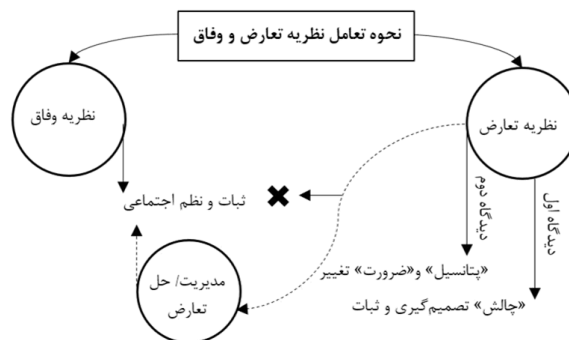 نحوه تعامل نظریه تعارض و وفاق
نظریه تعارض
نظریه وفاق
دیدگاه اول
دیدگاه دوم
ثبات و نظم اجتماعی
«پتانسیل» و«ضرورت» تغییر
مدیریت/ حل
تعارض
«چالش» تصمیم‌گیری و ثبات